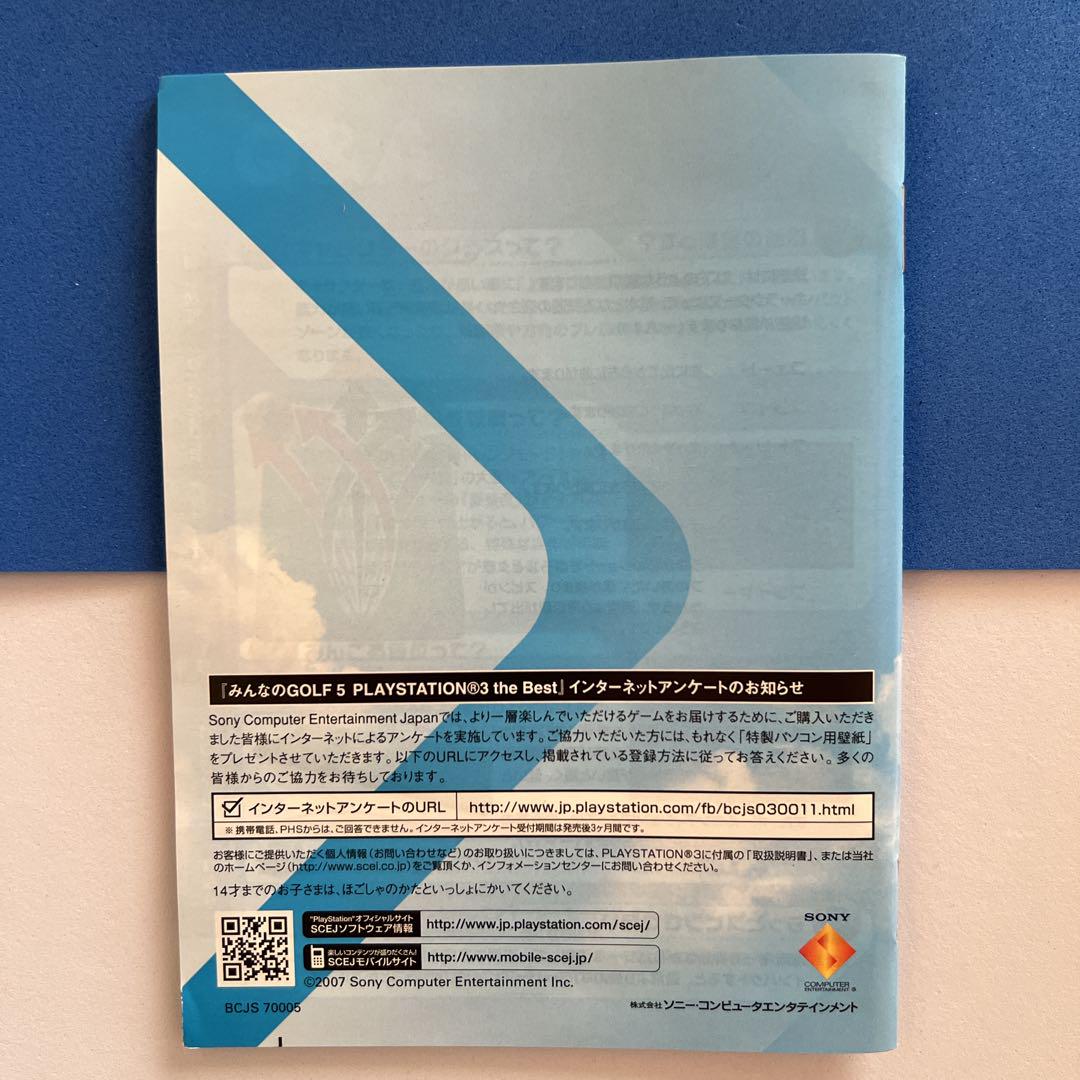 『みんなのGOLF 5 PLAYSTATION®3 the Best』インターネットアンケートのお知らせ
Sony Computer Entertainment Japanでは、より一層楽しんでいただけるゲームをお届けするために、ご購入いただき
ました皆様にインターネットによるアンケートを実施しています。ご協力いただいた方には、もれなく「特製パソコン用壁紙」
をプレゼントさせていただきます。以下のURLにアクセスし、掲載されている登録方法に従ってお答えください。多くの
皆様からのご協力をお待ちしております。
インターネットアンケートのURL http://www.jp.playstation.com/fb/bcjs030011.html
※携帯電話、PHSからは、ご回答できません。インターネットアンケート受付期間は発売後3ヶ月間です。
お客様にご提供いただく個人情報（お問い合わせなど）のお取り扱いにつきましては、PLAYSTATION®3に付属の「取扱説明書」、または当社
のホームページ（http://www.scei.co.jp）をご覧頂くか、インフォメーションセンターにお問い合わせください。
14才までのお子さまは、ほごしゃのかたといっしょにかいてください。
"PlayStation"オフィシャルサイト
SCEJソフトウェア情報 http://www.jp.playstation.com/scej/
楽しいコンテンツが盛りだくさん!
SCEJモバイルサイト http://www.mobile-scej.jp/
©2007 Sony Computer Entertainment Inc.
BCJS 70005
SONY
COMPUTER
ENTERTAINMENT ®
株式会社ソニー・コンピュータエンタテインメント